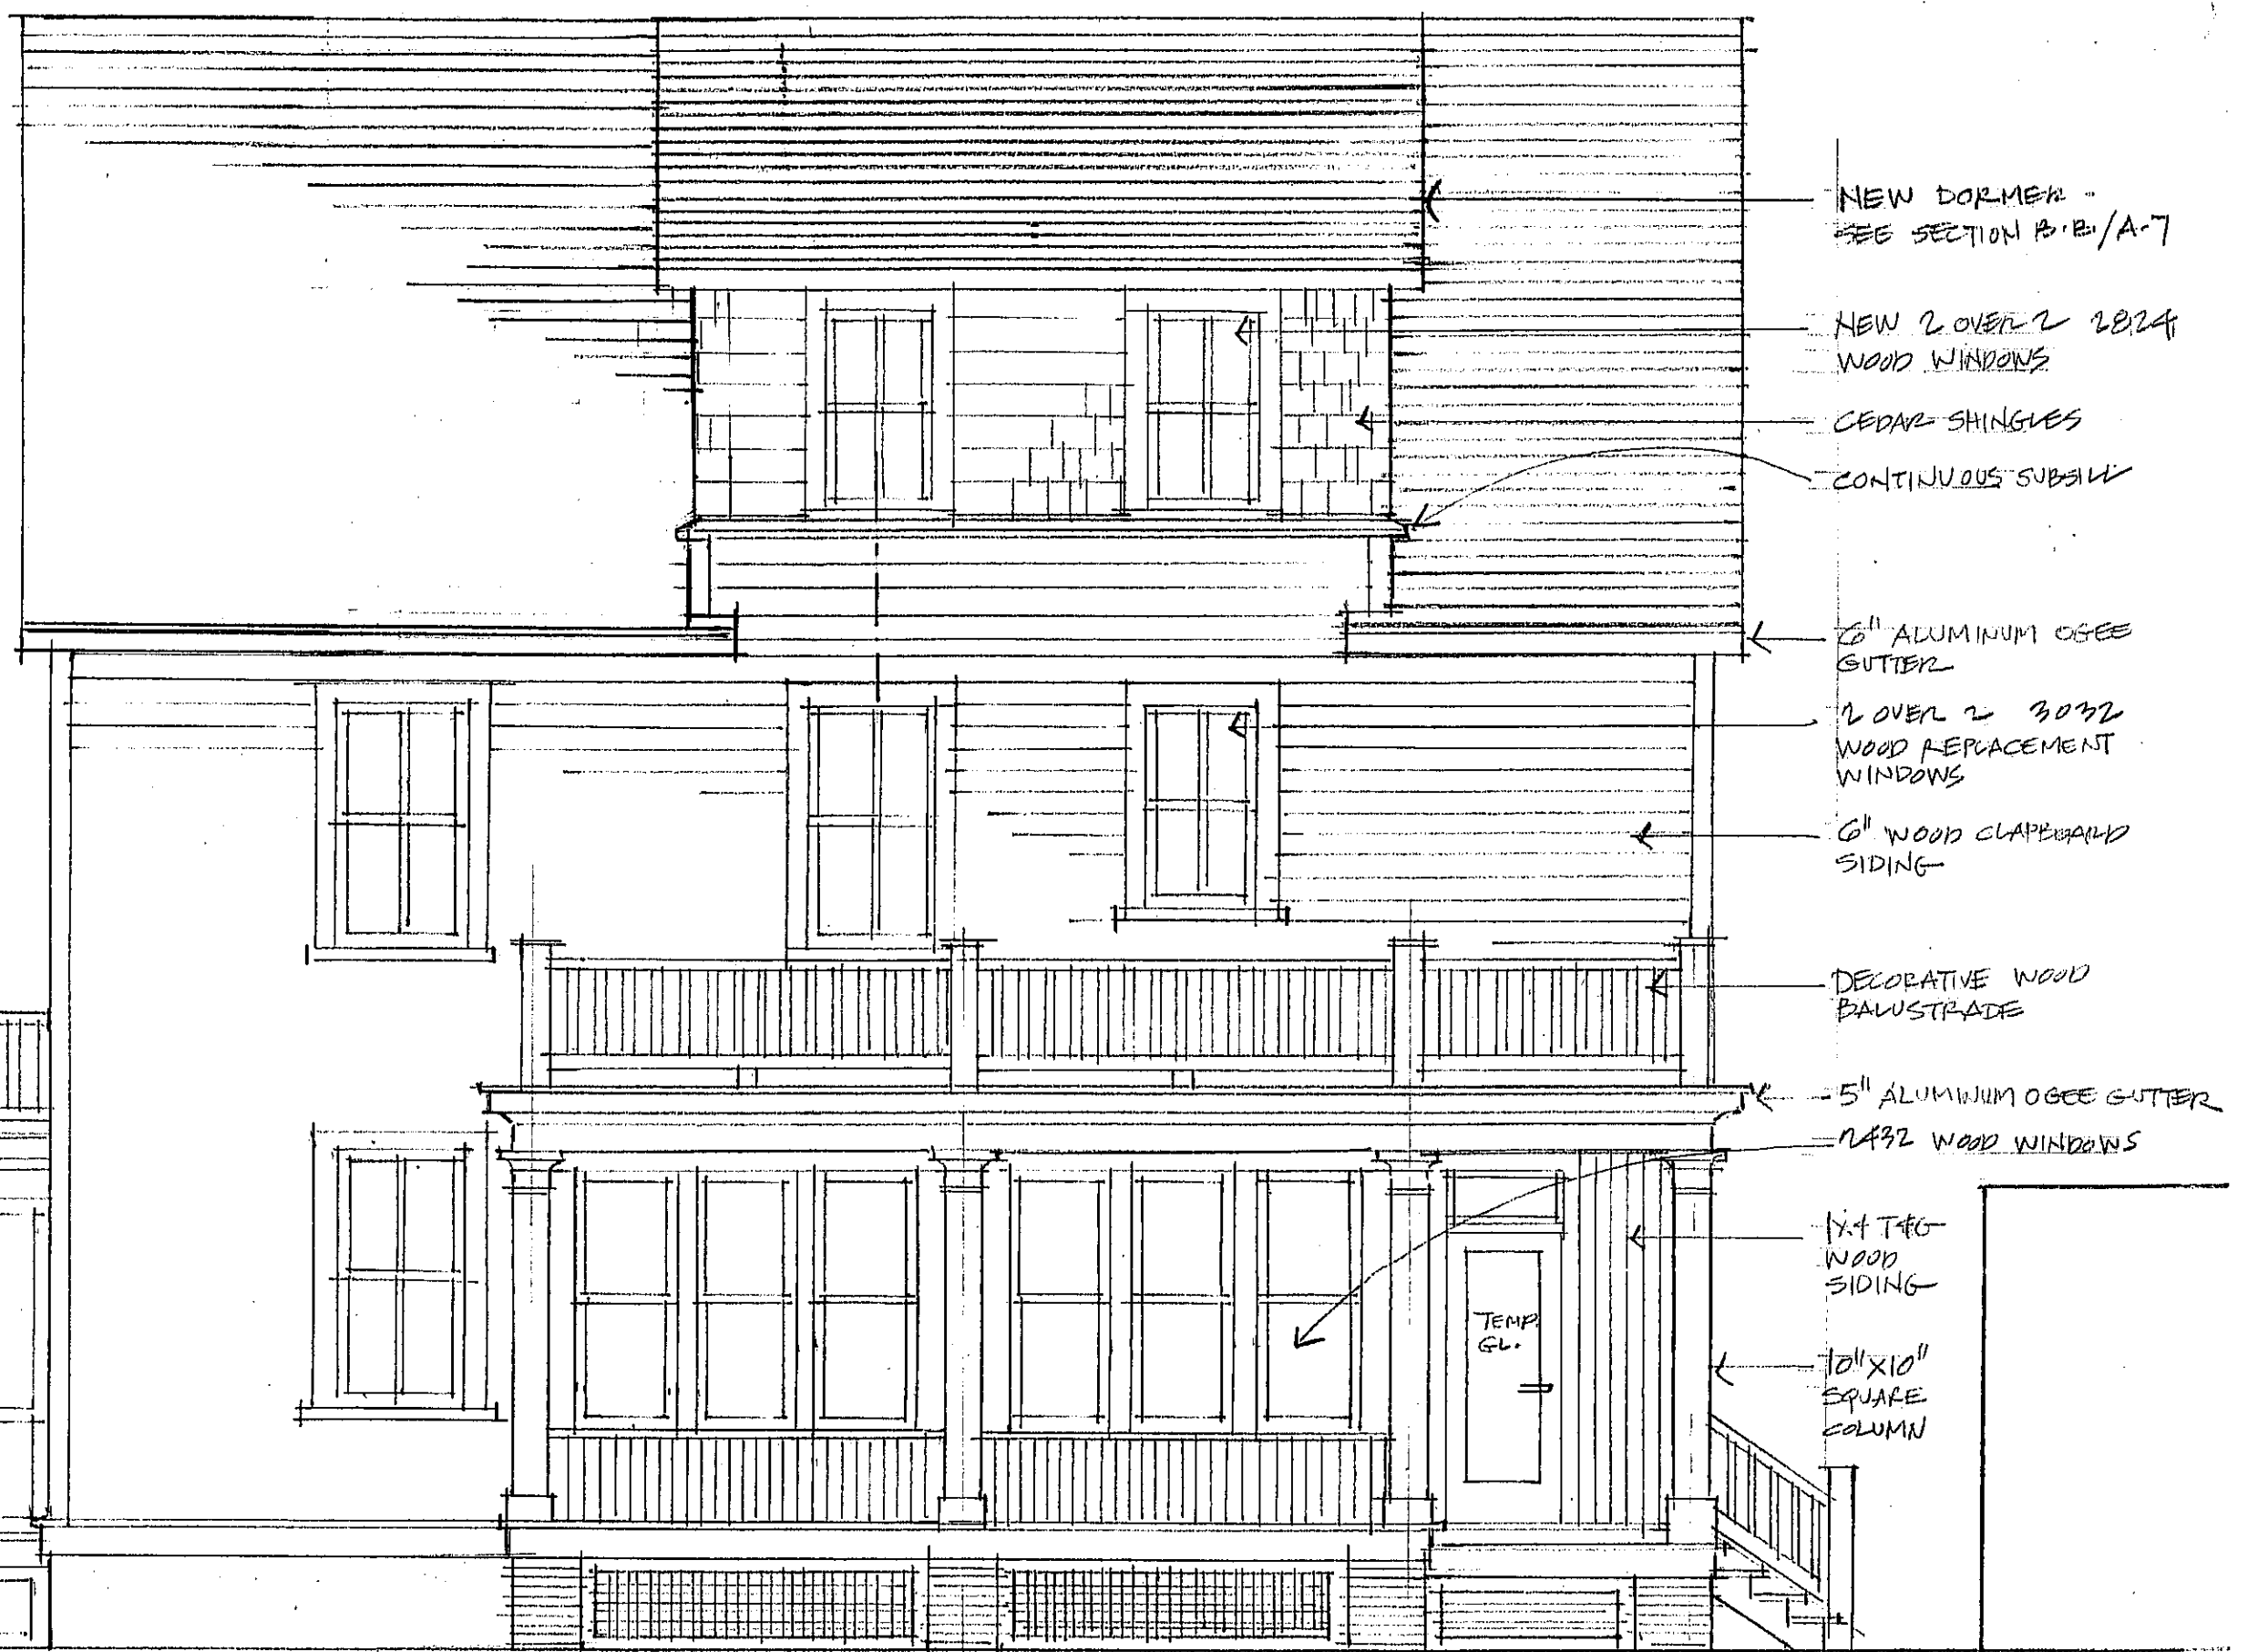 NEW DORMER -
SEE SECTION B-B/A-7
NEW 2 OVER 2 2824
WOOD WINDOWS
CEDAR SHINGLES
CONTINUOUS SUBSILL
6" ALUMINUM OGEE
GUTTER
2 OVER 2 3032
WOOD REPLACEMENT
WINDOWS
6" WOOD CLAPBOARD
SIDING
DECORATIVE WOOD
BALUSTRADE
5" ALUMINUM OGEE GUTTER
2432 WOOD WINDOWS
1X4 T&G
WOOD
SIDING
TEMP.
GL.
10"X10"
SQUARE
COLUMN